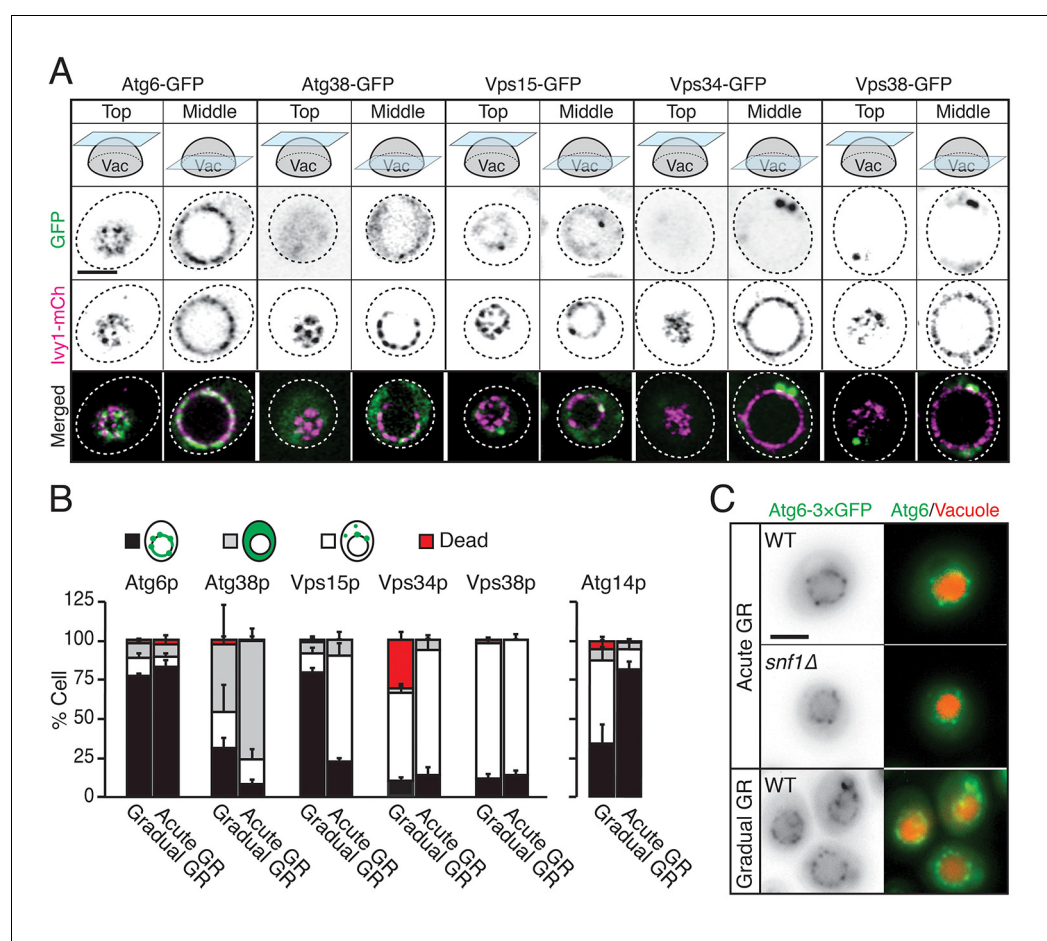 A
Atg6-GFP Atg38-GFP Vps15-GFP Vps34-GFP Vps38-GFP
Top Middle Top Middle Top Middle Top Middle Top Middle
Vac Vac Vac Vac Vac Vac Vac Vac Vac Vac
GFP
Ivy1-mCh
Merged
B
Dead
Atg6p Atg38p Vps15p Vps34p Vps38p Atg14p
% Cell
125
100
75
50
25
0
Acute GR Acute GR Acute GR Acute GR Acute GR Acute GR
Gradual GR Gradual GR Gradual GR Gradual GR Gradual GR Gradual GR
C
Atg6-3×GFP Atg6/Vacuole
Acute GR
WT
snf1Δ
Gradual GR
WT